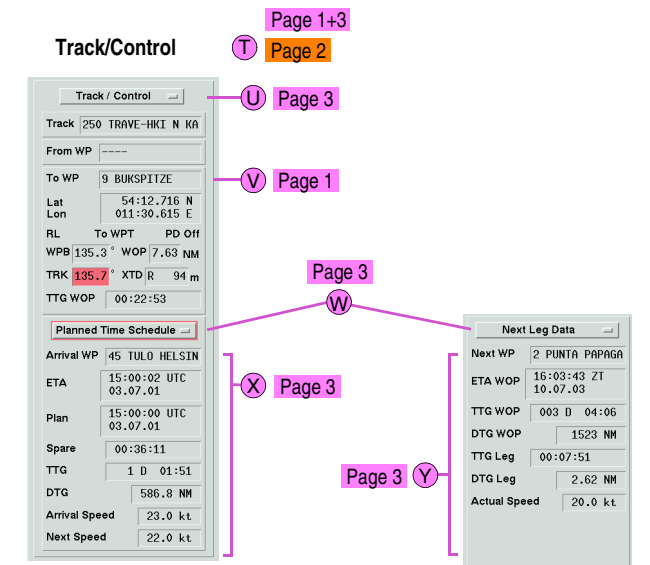 Page 1+3
Track/Control T Page 2
Track / Control U Page 3
Track 250 TRAVE-HKI N KA
From WP ----
To WP 9 BUKSPITZE V Page 1
Lat 54:12.716 N
Lon 011:30.615 E
RL To WPT PD Off
WPB 135.3 ° WOP 7.63 NM
TRK 135.7 ° XTD R 94 m
TTG WOP 00:22:53
Page 3
W
Planned Time Schedule
Arrival WP 45 TULO HELSIN
ETA 15:00:02 UTC
03.07.01
X Page 3
Plan 15:00:00 UTC
03.07.01
Spare 00:36:11
TTG 1 D 01:51
DTG 586.8 NM
Arrival Speed 23.0 kt
Next Speed 22.0 kt
Next Leg Data
Next WP 2 PUNTA PAPAGA
ETA WOP 16:03:43 ZT
10.07.03
TTG WOP 003 D 04:06
DTG WOP 1523 NM
TTG Leg 00:07:51
Page 3 Y
DTG Leg 2.62 NM
Actual Speed 20.0 kt